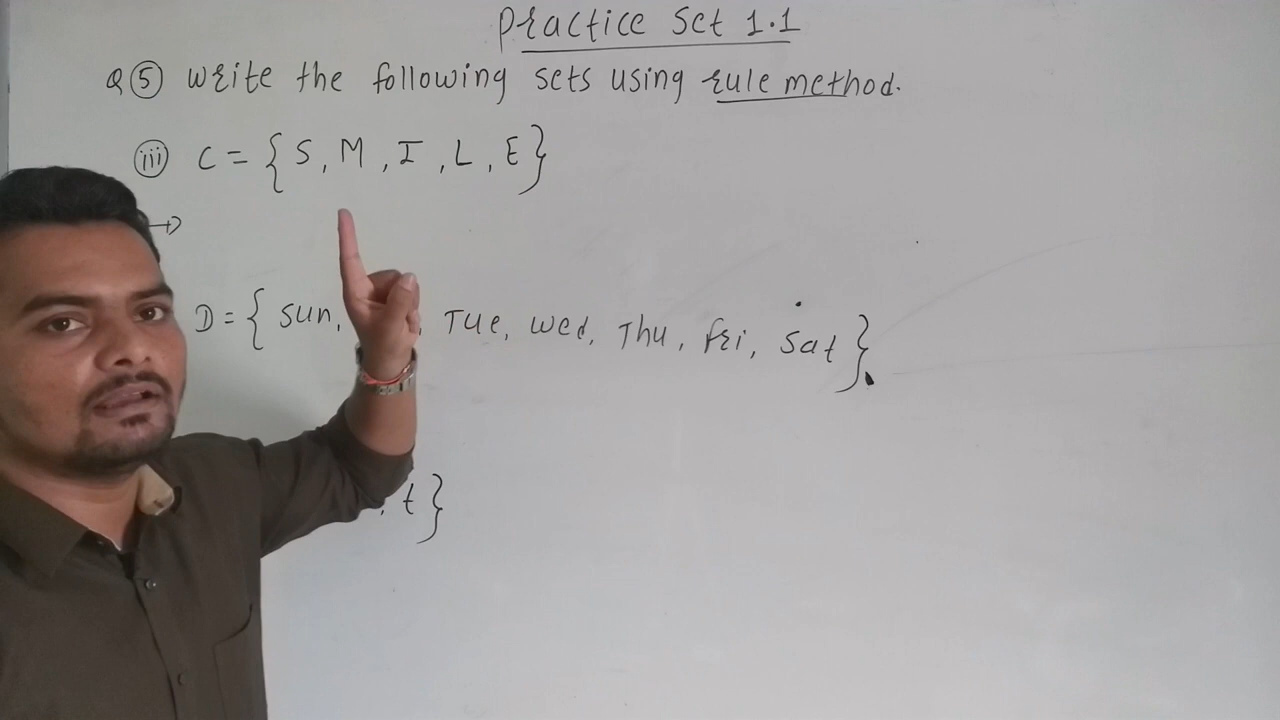 Practice Set 1.1
Q⑤ Write the following sets using rule method.
(iii) C = { S, M, I, L, E}
→
D = { Sun, Tue, Wed, Thu, Fri, Sat }.
, t}